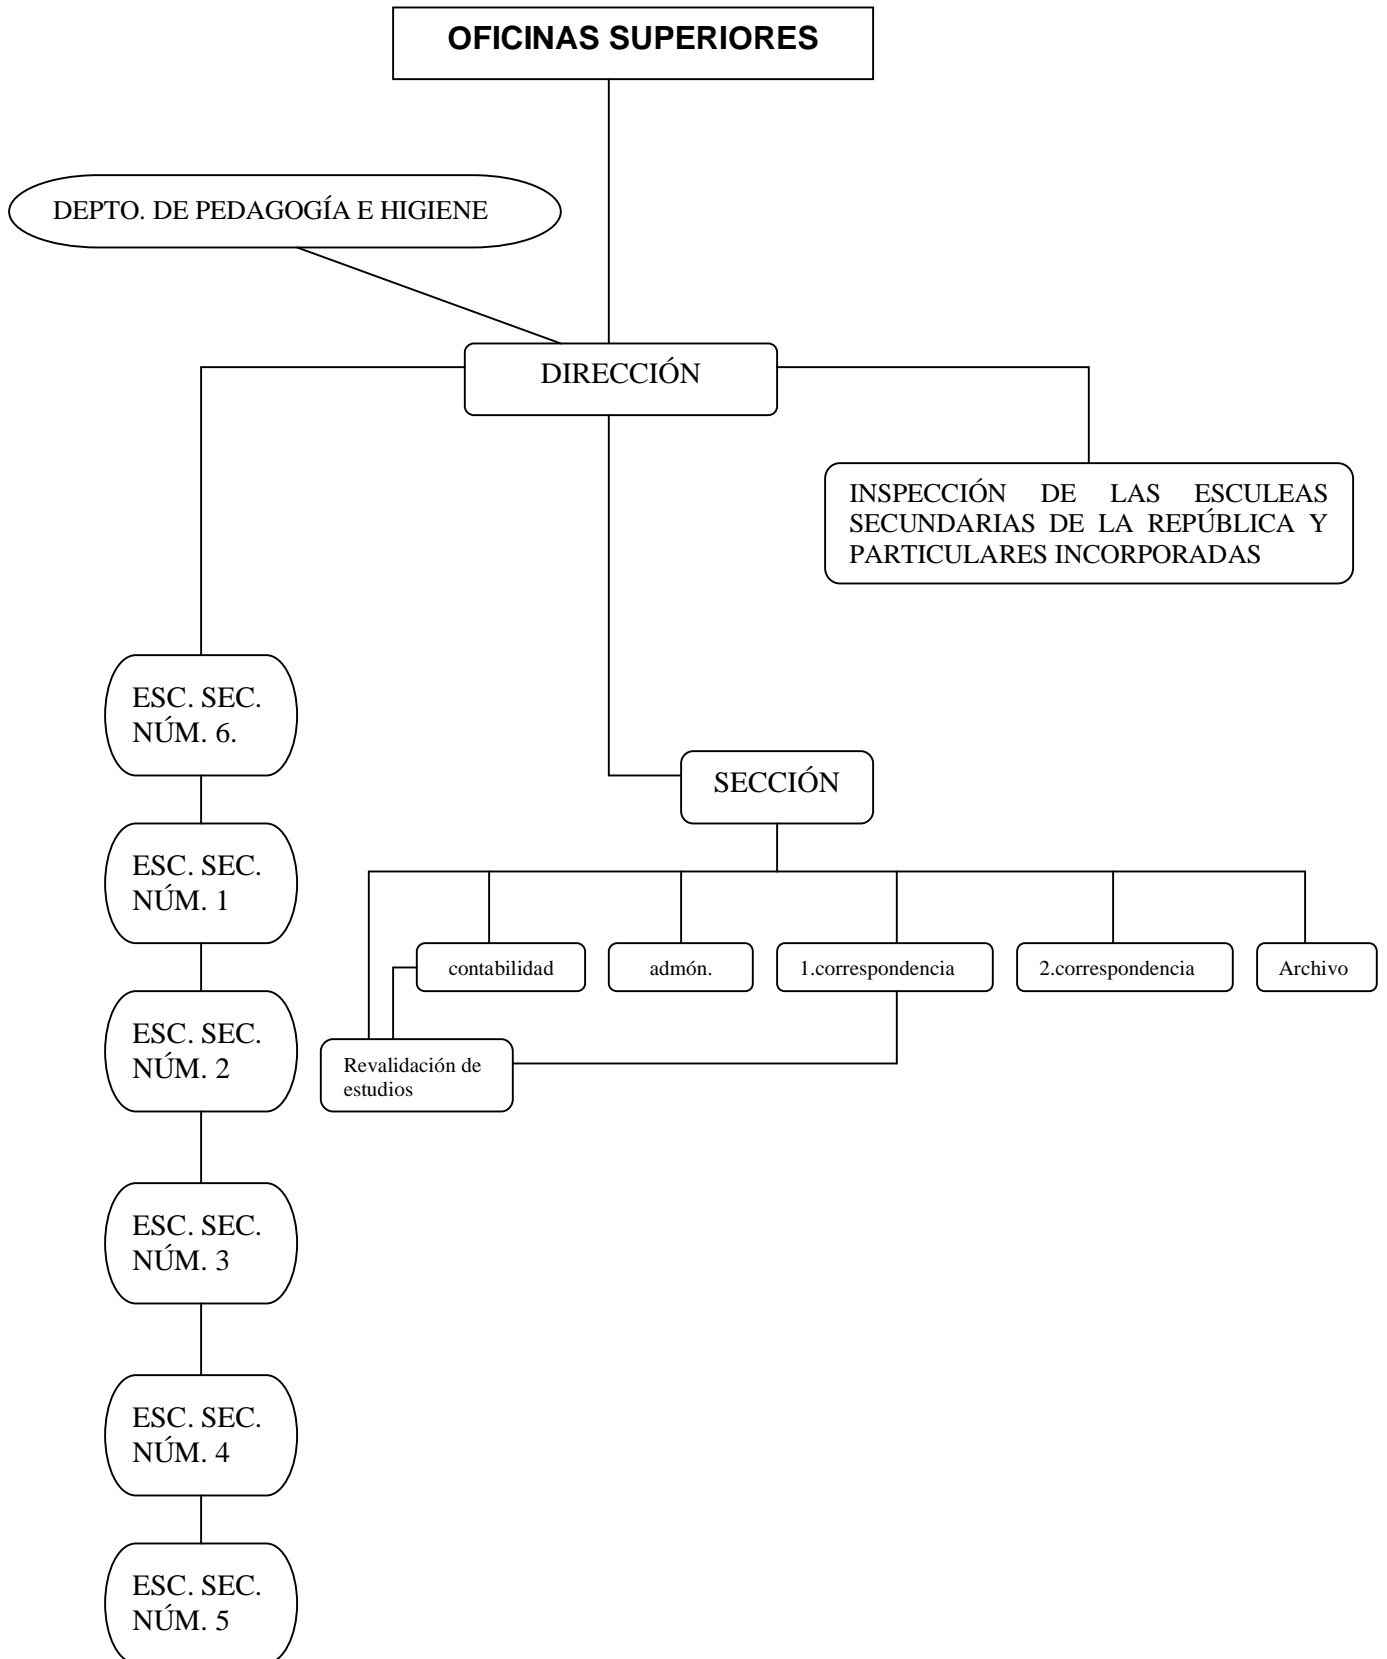 OFICINAS SUPERIORES
DEPTO. DE PEDAGOGÍA E HIGIENE
DIRECCIÓN
INSPECCIÓN DE LAS ESCULEAS
SECUNDARIAS DE LA REPÚBLICA Y
PARTICULARES INCORPORADAS
ESC. SEC.
NÚM. 6.
SECCIÓN
ESC. SEC.
NÚM. 1
contabilidad
admón.
1.correspondencia
2.correspondencia
Archivo
ESC. SEC.
NÚM. 2
Revalidación de
estudios
ESC. SEC.
NÚM. 3
ESC. SEC.
NÚM. 4
ESC. SEC.
NÚM. 5